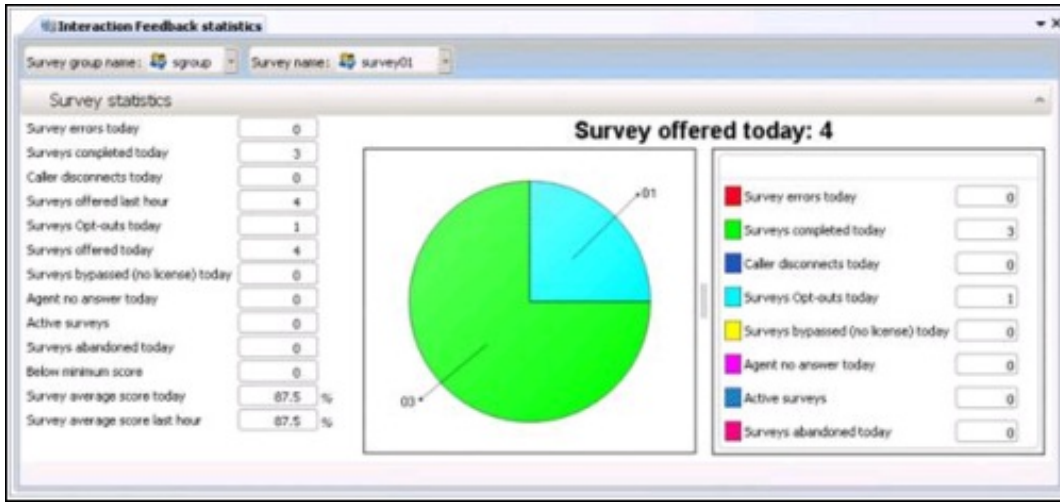 Interaction Feedback statistics
Survey group name: sgroup Survey name: survey01
Survey statistics
Survey errors today 0
Surveys completed today 3
Caller disconnects today 0
Surveys offered last hour 4
Surveys Opt-outs today 1
Surveys offered today 4
Surveys bypassed (no license) today 0
Agent no answer today 0
Active surveys 0
Surveys abandoned today 0
Below minimum score 0
Survey average score today 87.5 %
Survey average score last hour 87.5 %
Survey offered today: 4
01
03
Survey errors today 0
Surveys completed today 3
Caller disconnects today 0
Surveys Opt-outs today 1
Surveys bypassed (no license) today 0
Agent no answer today 0
Active surveys 0
Surveys abandoned today 0